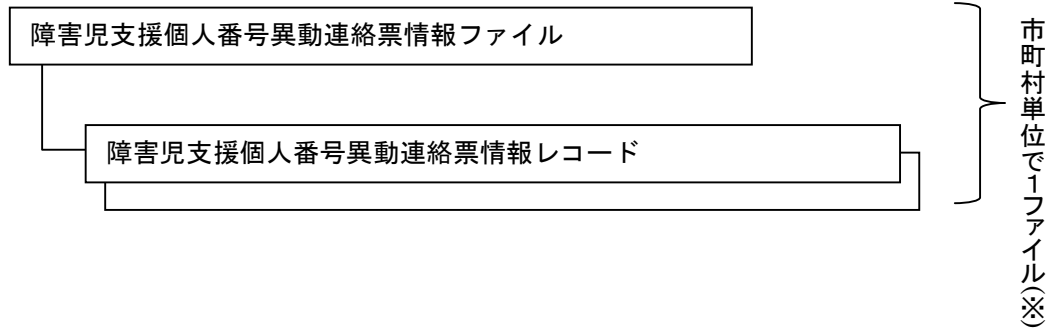 障害児支援個人番号異動連絡票情報ファイル
障害児支援個人番号異動連絡票情報レコード
市町村単位で1ファイル(※)